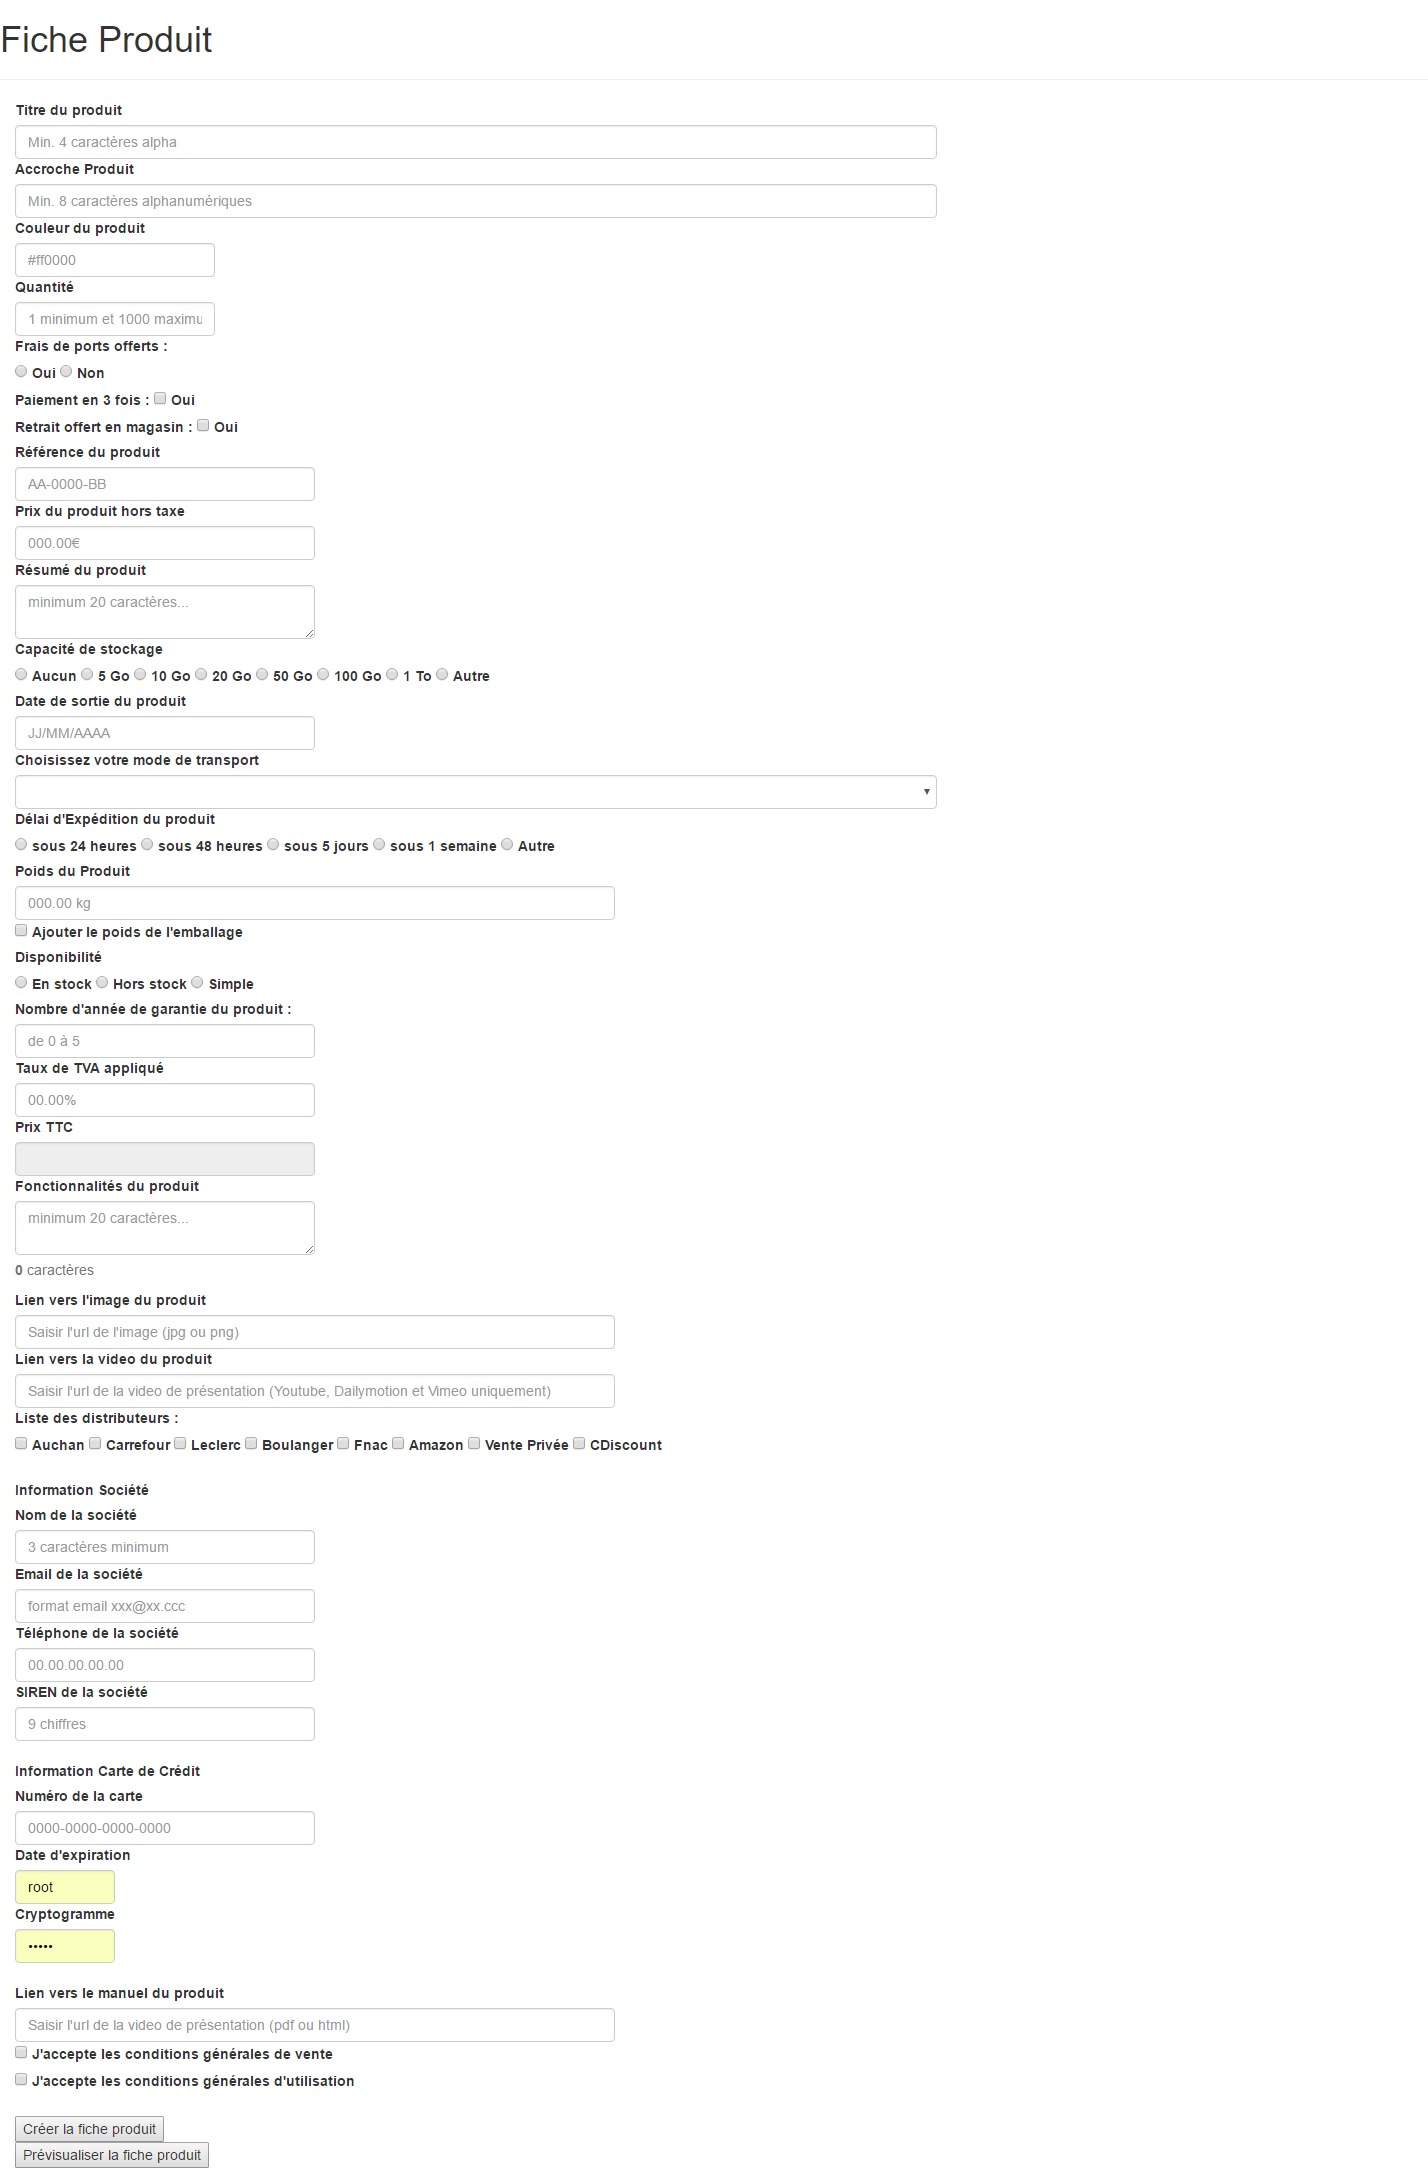 Fiche Produit
Titre du produit
Min. 4 caractères alpha
Accroche Produit
Min. 8 caractères alphanumériques
Couleur du produit
#ff0000
Quantité
1 minimum et 1000 maximu
Frais de ports offerts :
Oui Non
Paiement en 3 fois : Oui
Retrait offert en magasin : Oui
Référence du produit
AA-0000-BB
Prix du produit hors taxe
000.00€
Résumé du produit
minimum 20 caractères...
Capacité de stockage
Aucun 5 Go 10 Go 20 Go 50 Go 100 Go 1 To Autre
Date de sortie du produit
JJ/MM/AAAA
Choisissez votre mode de transport
Délai d'Expédition du produit
sous 24 heures sous 48 heures sous 5 jours sous 1 semaine Autre
Poids du Produit
000.00 kg
Ajouter le poids de l'emballage
Disponibilité
En stock Hors stock Simple
Nombre d'année de garantie du produit :
de 0 à 5
Taux de TVA appliqué
00.00%
Prix TTC
Fonctionnalités du produit
minimum 20 caractères...
0 caractères
Lien vers l'image du produit
Saisir l'url de l'image (jpg ou png)
Lien vers la video du produit
Saisir l'url de la video de présentation (Youtube, Dailymotion et Vimeo uniquement)
Liste des distributeurs :
Auchan Carrefour Leclerc Boulanger Fnac Amazon Vente Privée CDiscount
Information Société
Nom de la société
3 caractères minimum
Email de la société
format email xxx@xx.ccc
Téléphone de la société
00.00.00.00.00
SIREN de la société
9 chiffres
Information Carte de Crédit
Numéro de la carte
0000-0000-0000-0000
Date d'expiration
root
Cryptogramme
•••••
Lien vers le manuel du produit
Saisir l'url de la video de présentation (pdf ou html)
J'accepte les conditions générales de vente
J'accepte les conditions générales d'utilisation
Créer la fiche produit
Prévisualiser la fiche produit